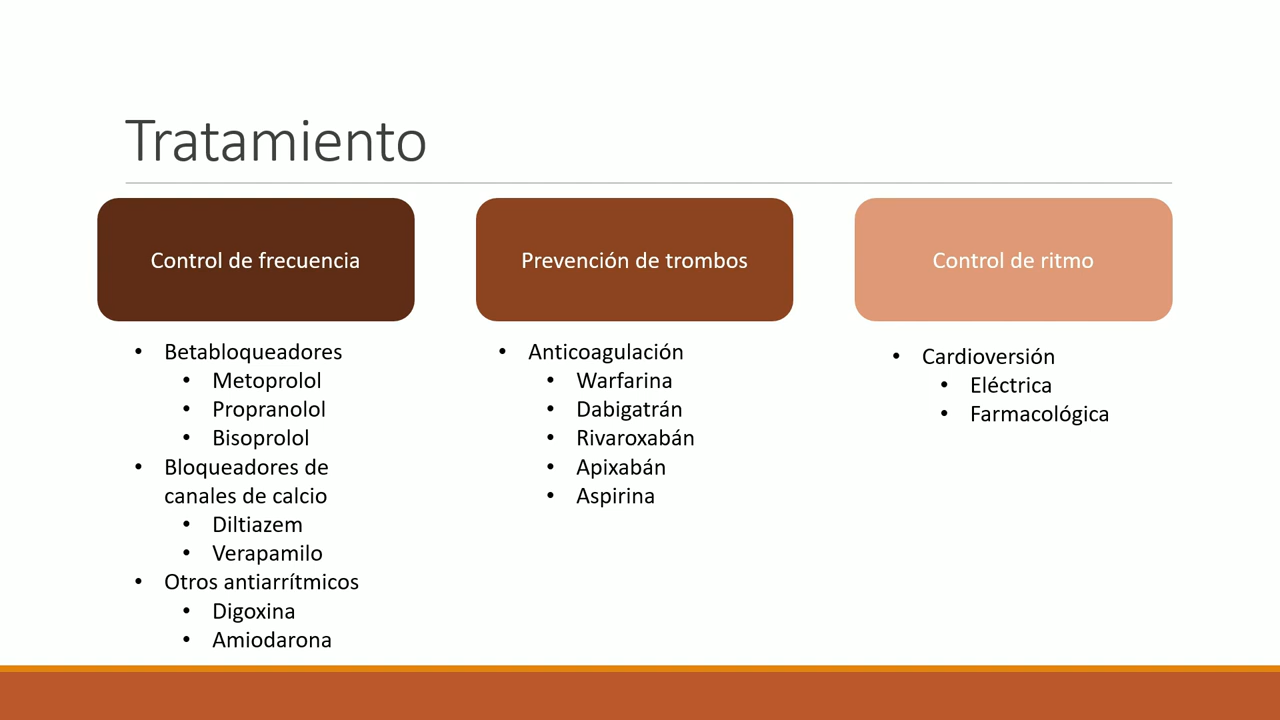 Tratamiento
Control de frecuencia
• Betabloqueadores
• Metoprolol
• Propranolol
• Bisoprolol
• Bloqueadores de
canales de calcio
• Diltiazem
• Verapamilo
• Otros antiarrítmicos
• Digoxina
• Amiodarona
Prevención de trombos
• Anticoagulación
• Warfarina
• Dabigatrán
• Rivaroxabán
• Apixabán
• Aspirina
Control de ritmo
• Cardioversión
• Eléctrica
• Farmacológica